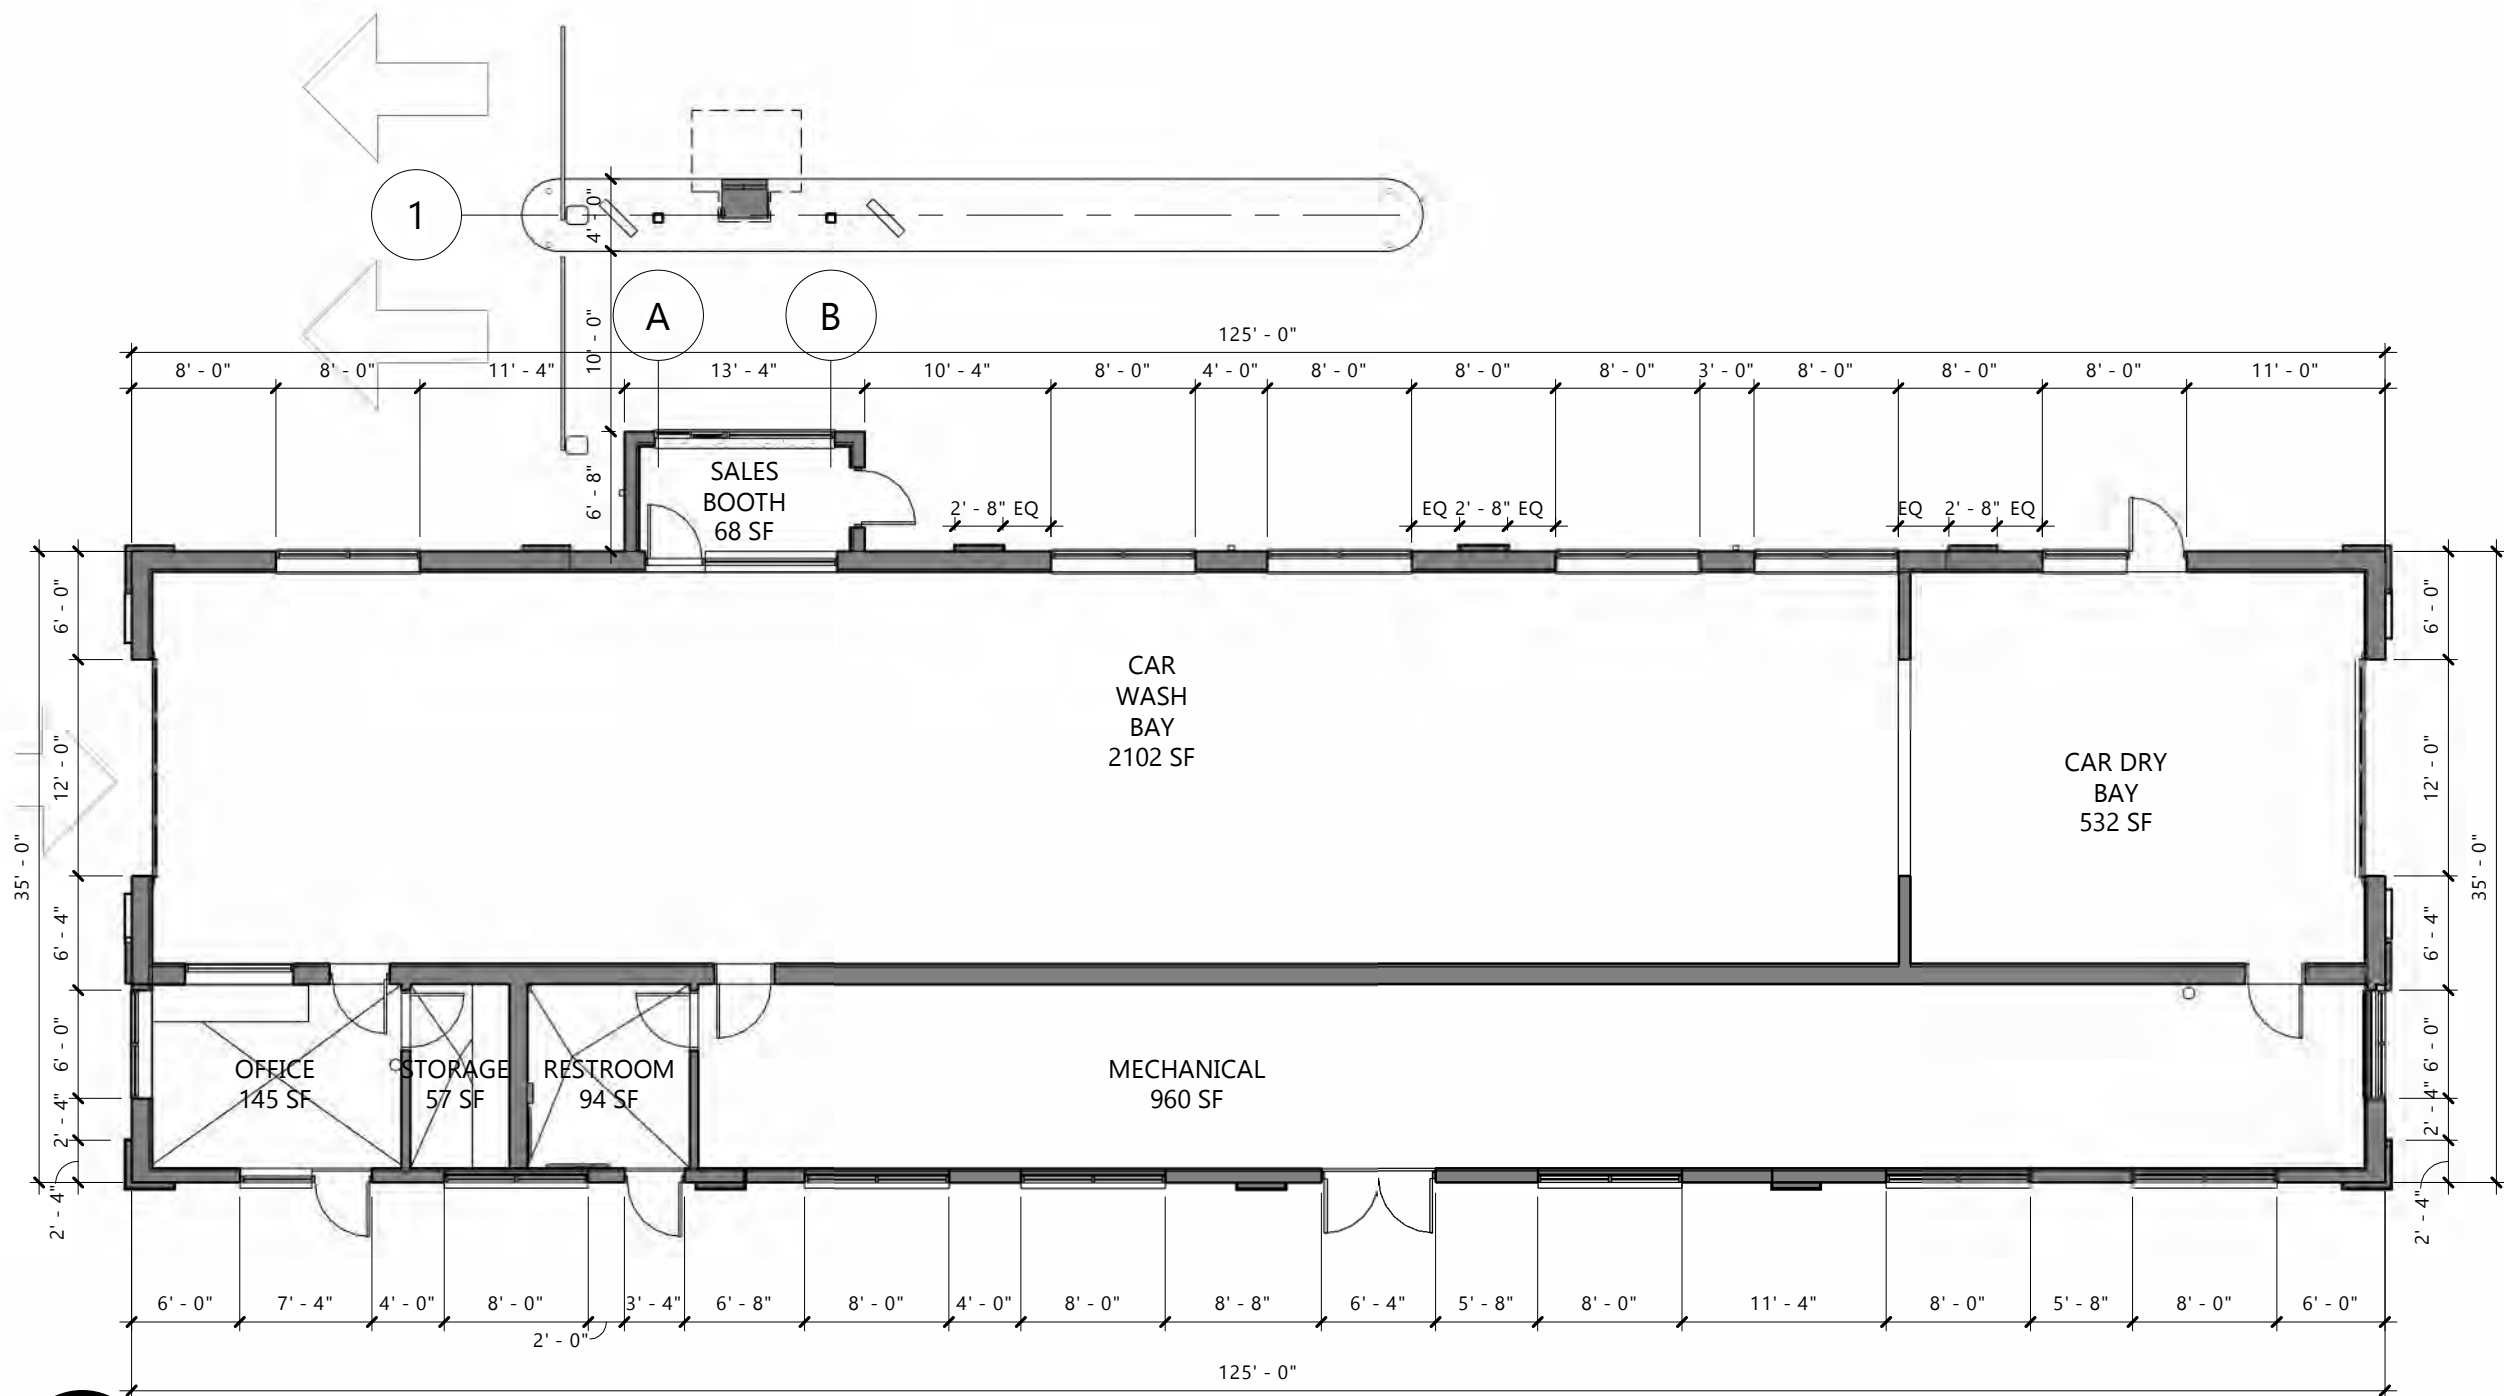 1
4' - 0"
A
B
10' - 0"
125' - 0"
8' - 0"
8' - 0"
11' - 4"
13' - 4"
10' - 4"
8' - 0"
4' - 0"
8' - 0"
8' - 0"
8' - 0"
3' - 0"
8' - 0"
8' - 0"
8' - 0"
11' - 0"
6' - 8"
SALES
BOOTH
68 SF
2' - 8" EQ
EQ 2' - 8" EQ
EQ 2' - 8" EQ
6' - 0"
12' - 0"
6' - 4"
35' - 0"
6' - 0"
2' - 4"
2' - 4"
CAR
WASH
BAY
2102 SF
CAR DRY
BAY
532 SF
6' - 0"
12' - 0"
6' - 4"
35' - 0"
6' - 0"
2' - 4"
2' - 4"
OFFICE
145 SF
STORAGE
57 SF
RESTROOM
94 SF
MECHANICAL
960 SF
6' - 0"
7' - 4"
4' - 0"
8' - 0"
2' - 0"
3' - 4"
6' - 8"
8' - 0"
4' - 0"
8' - 0"
8' - 8"
6' - 4"
5' - 8"
8' - 0"
11' - 4"
8' - 0"
5' - 8"
8' - 0"
6' - 0"
125' - 0"